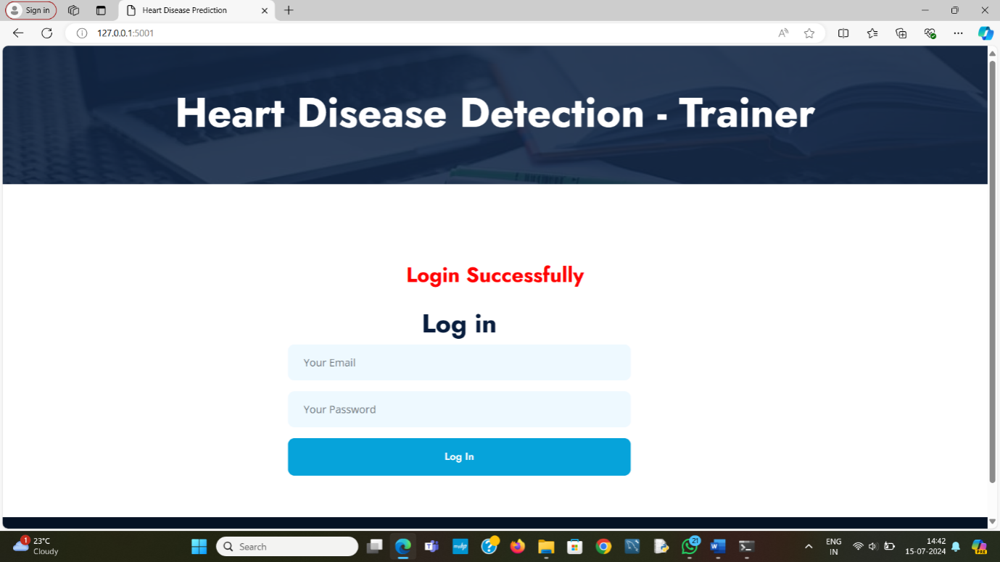 Sign in
Heart Disease Prediction
127.0.0.1:5001
Heart Disease Detection - Trainer
Login Successfully
Log in
Your Email
Your Password
Log In
1
23°C
Cloudy
Search
21
ENG
IN
14:42
15-07-2024
PRE